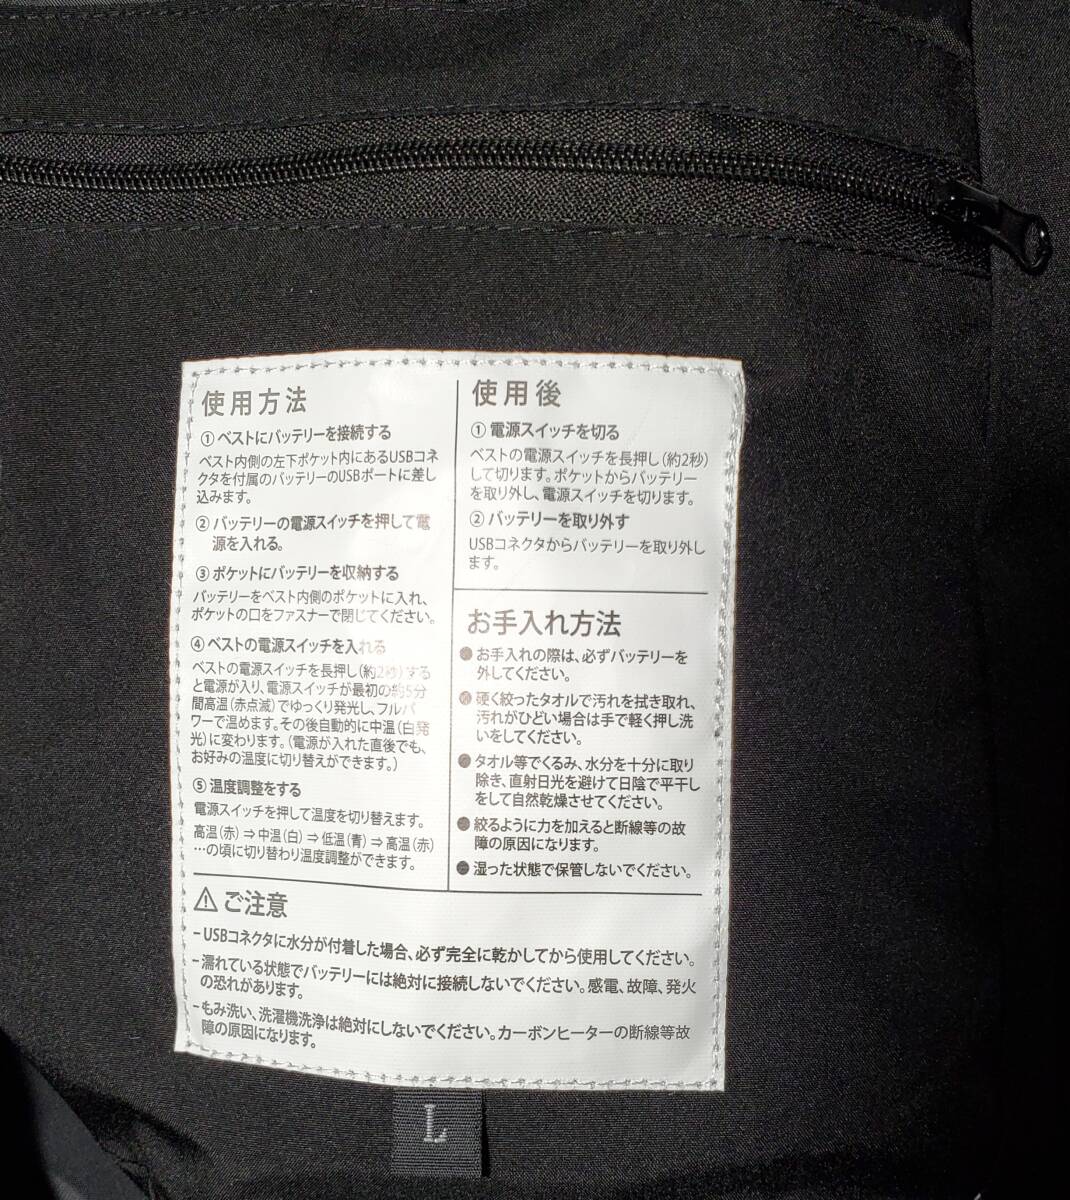 使用方法
① ベストにバッテリーを接続する
ベスト内側の左下ポケット内にあるUSBコネ
クタを付属のバッテリーのUSBポートに差し
込みます。
② バッテリーの電源スイッチを押して電
源を入れる。
③ ポケットにバッテリーを収納する
バッテリーをベスト内側のポケットに入れ、
ポケットの口をファスナーで閉じてください。
④ ベストの電源スイッチを入れる
ベストの電源スイッチを長押し(約2秒)する
と電源が入り、電源スイッチが最初の約5分
間高温(赤点滅)でゆっくり発光し、フルパ
ワーで温めます。その後自動的に中温(白発
光)に変わります。(電源が入れた直後でも、
お好みの温度に切り替えができます。)
⑤ 温度調整をする
電源スイッチを押して温度を切り替えます。
高温(赤)⇒中温(白)⇒低温(青)⇒高温(赤)
…の順に切り替わり温度調整ができます。
使用後
① 電源スイッチを切る
ベストの電源スイッチを長押し(約2秒)
して切ります。ポケットからバッテリー
を取り外し、電源スイッチを切ります。
② バッテリーを取り外す
USBコネクタからバッテリーを取り外し
ます。
お手入れ方法
● お手入れの際は、必ずバッテリーを
外してください。
● 硬く絞ったタオルで汚れを拭き取れ、
汚れがひどい場合は手で軽く押し洗
いをしてください。
● タオル等でくるみ、水分を十分に取り
除き、直射日光を避けて日陰で平干し
をして自然乾燥させてください。
● 絞るように力を加えると断線等の故
障の原因になります。
● 湿った状態で保管しないでください。
⚠ ご注意
- USBコネクタに水分が付着した場合、必ず完全に乾かしてから使用してください。
- 濡れている状態でバッテリーには絶対に接続しないでください。感電、故障、発火
の恐れがあります。
- もみ洗い、洗濯機洗浄は絶対にしないでください。カーボンヒーターの断線等故
障の原因になります。
L